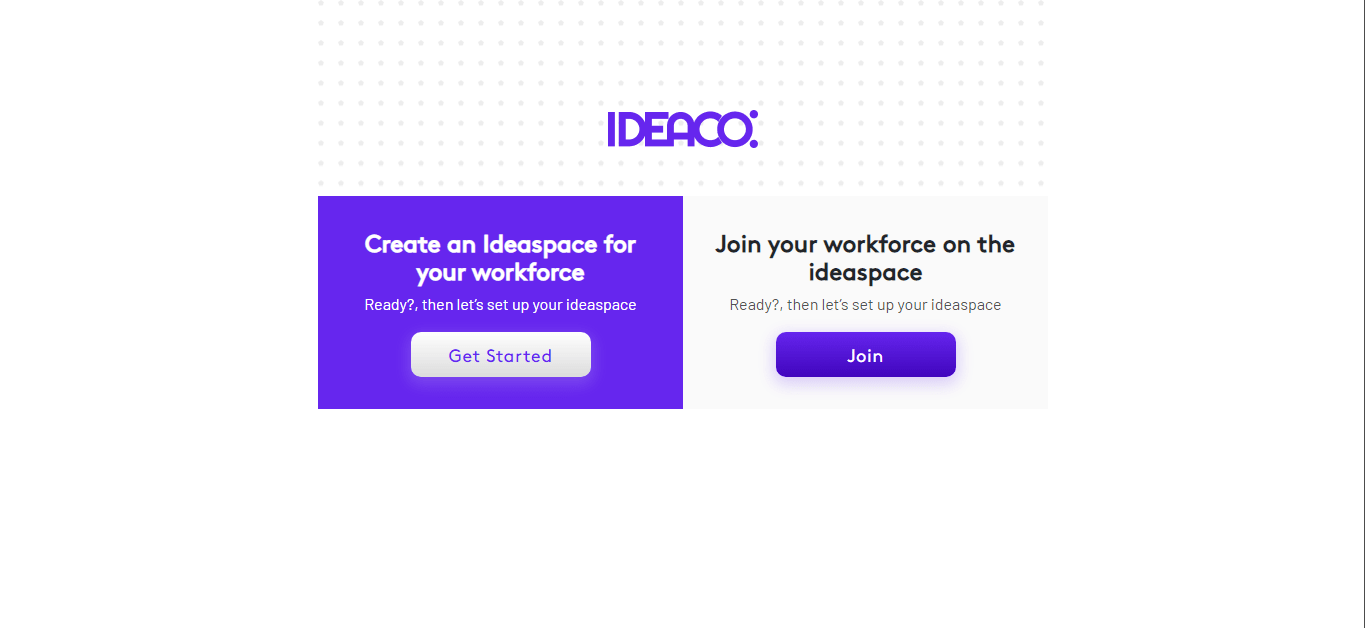 IDEACO:
Create an Ideaspace for
your workforce
Ready?, then let's set up your ideaspace
Get Started
Join your workforce on the
ideaspace
Ready?, then let's set up your ideaspace
Join